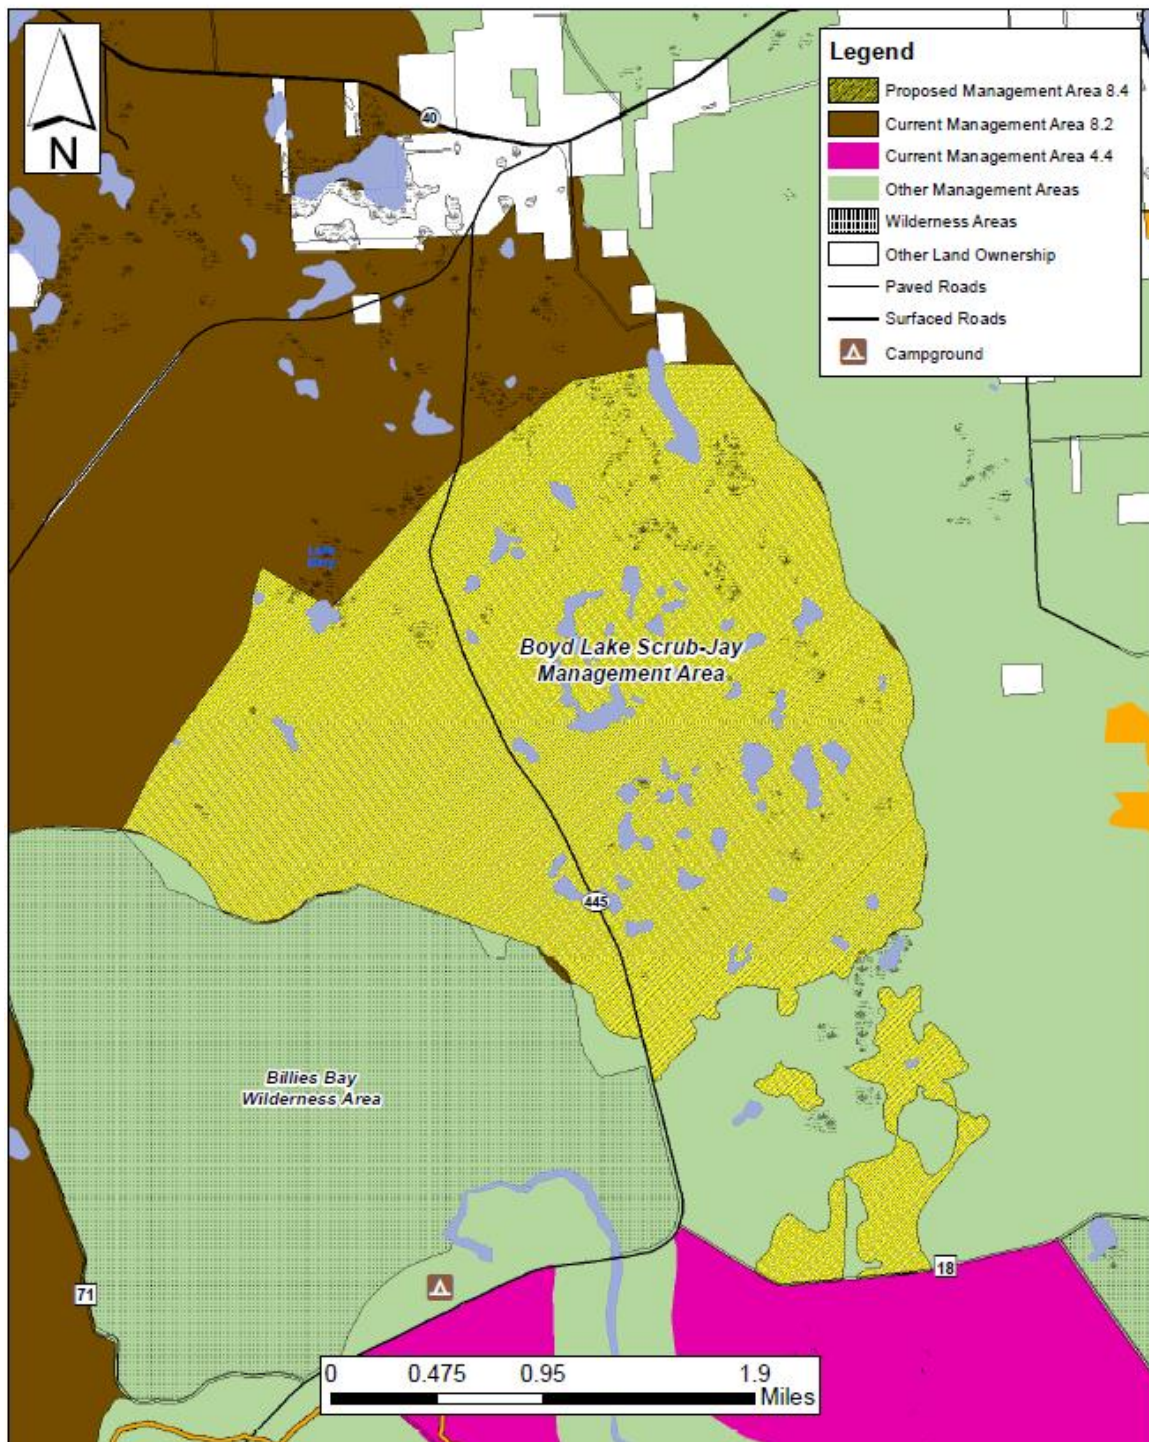 N
40
Legend
Proposed Management Area 8.4
Current Management Area 8.2
Current Management Area 4.4
Other Management Areas
Wilderness Areas
Other Land Ownership
Paved Roads
Surfaced Roads
Campground
Boyd Lake Scrub-Jay
Management Area
445
Billies Bay
Wilderness Area
71
18
0 0.475 0.95 1.9
Miles